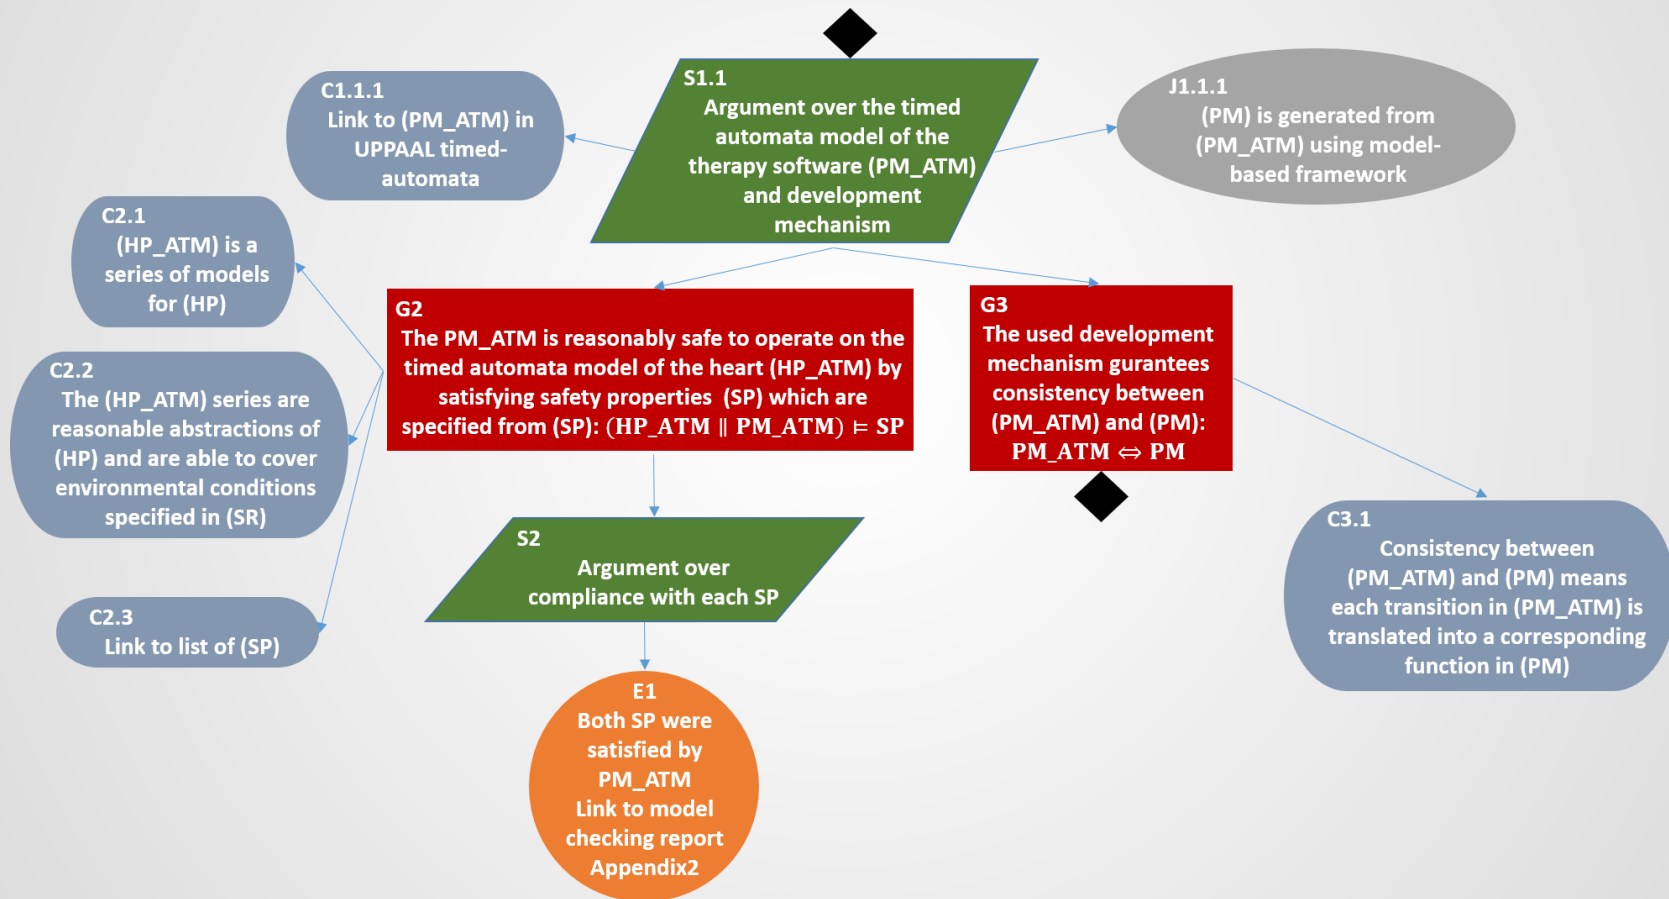 S1.1
Argument over the timed
automata model of the
therapy software (PM_ATM)
and development
mechanism
C1.1.1
Link to (PM_ATM) in
UPPAAL timed-
automata
J1.1.1
(PM) is generated from
(PM_ATM) using model-
based framework
C2.1
(HP_ATM) is a
series of models
for (HP)
G2
The PM_ATM is reasonably safe to operate on the
timed automata model of the heart (HP_ATM) by
satisfying safety properties (SP) which are
specified from (SP): (HP_ATM ∥ PM_ATM) ⊨ SP
G3
The used development
mechanism gurantees
consistency between
(PM_ATM) and (PM):
PM_ATM ⇔ PM
C2.2
The (HP_ATM) series are
reasonable abstractions of
(HP) and are able to cover
environmental conditions
specified in (SR)
S2
Argument over
compliance with each SP
C3.1
Consistency between
(PM_ATM) and (PM) means
each transition in (PM_ATM) is
translated into a corresponding
function in (PM)
C2.3
Link to list of (SP)
E1
Both SP were
satisfied by
PM_ATM
Link to model
checking report
Appendix2